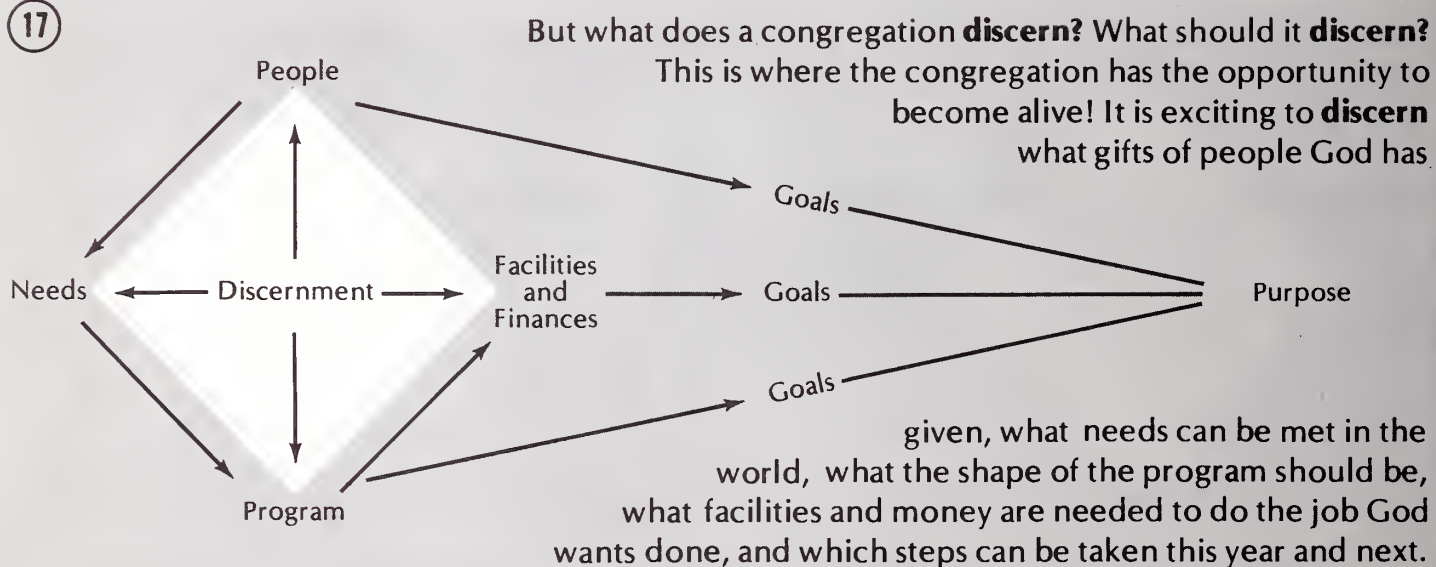 17
But what does a congregation discern? What should it discern?
This is where the congregation has the opportunity to
become alive! It is exciting to discern
what gifts of people God has
People
Goals
Needs
Discernment
Facilities
and
Finances
Goals
Purpose
Goals
Program
given, what needs can be met in the
world, what the shape of the program should be,
what facilities and money are needed to do the job God
wants done, and which steps can be taken this year and next.